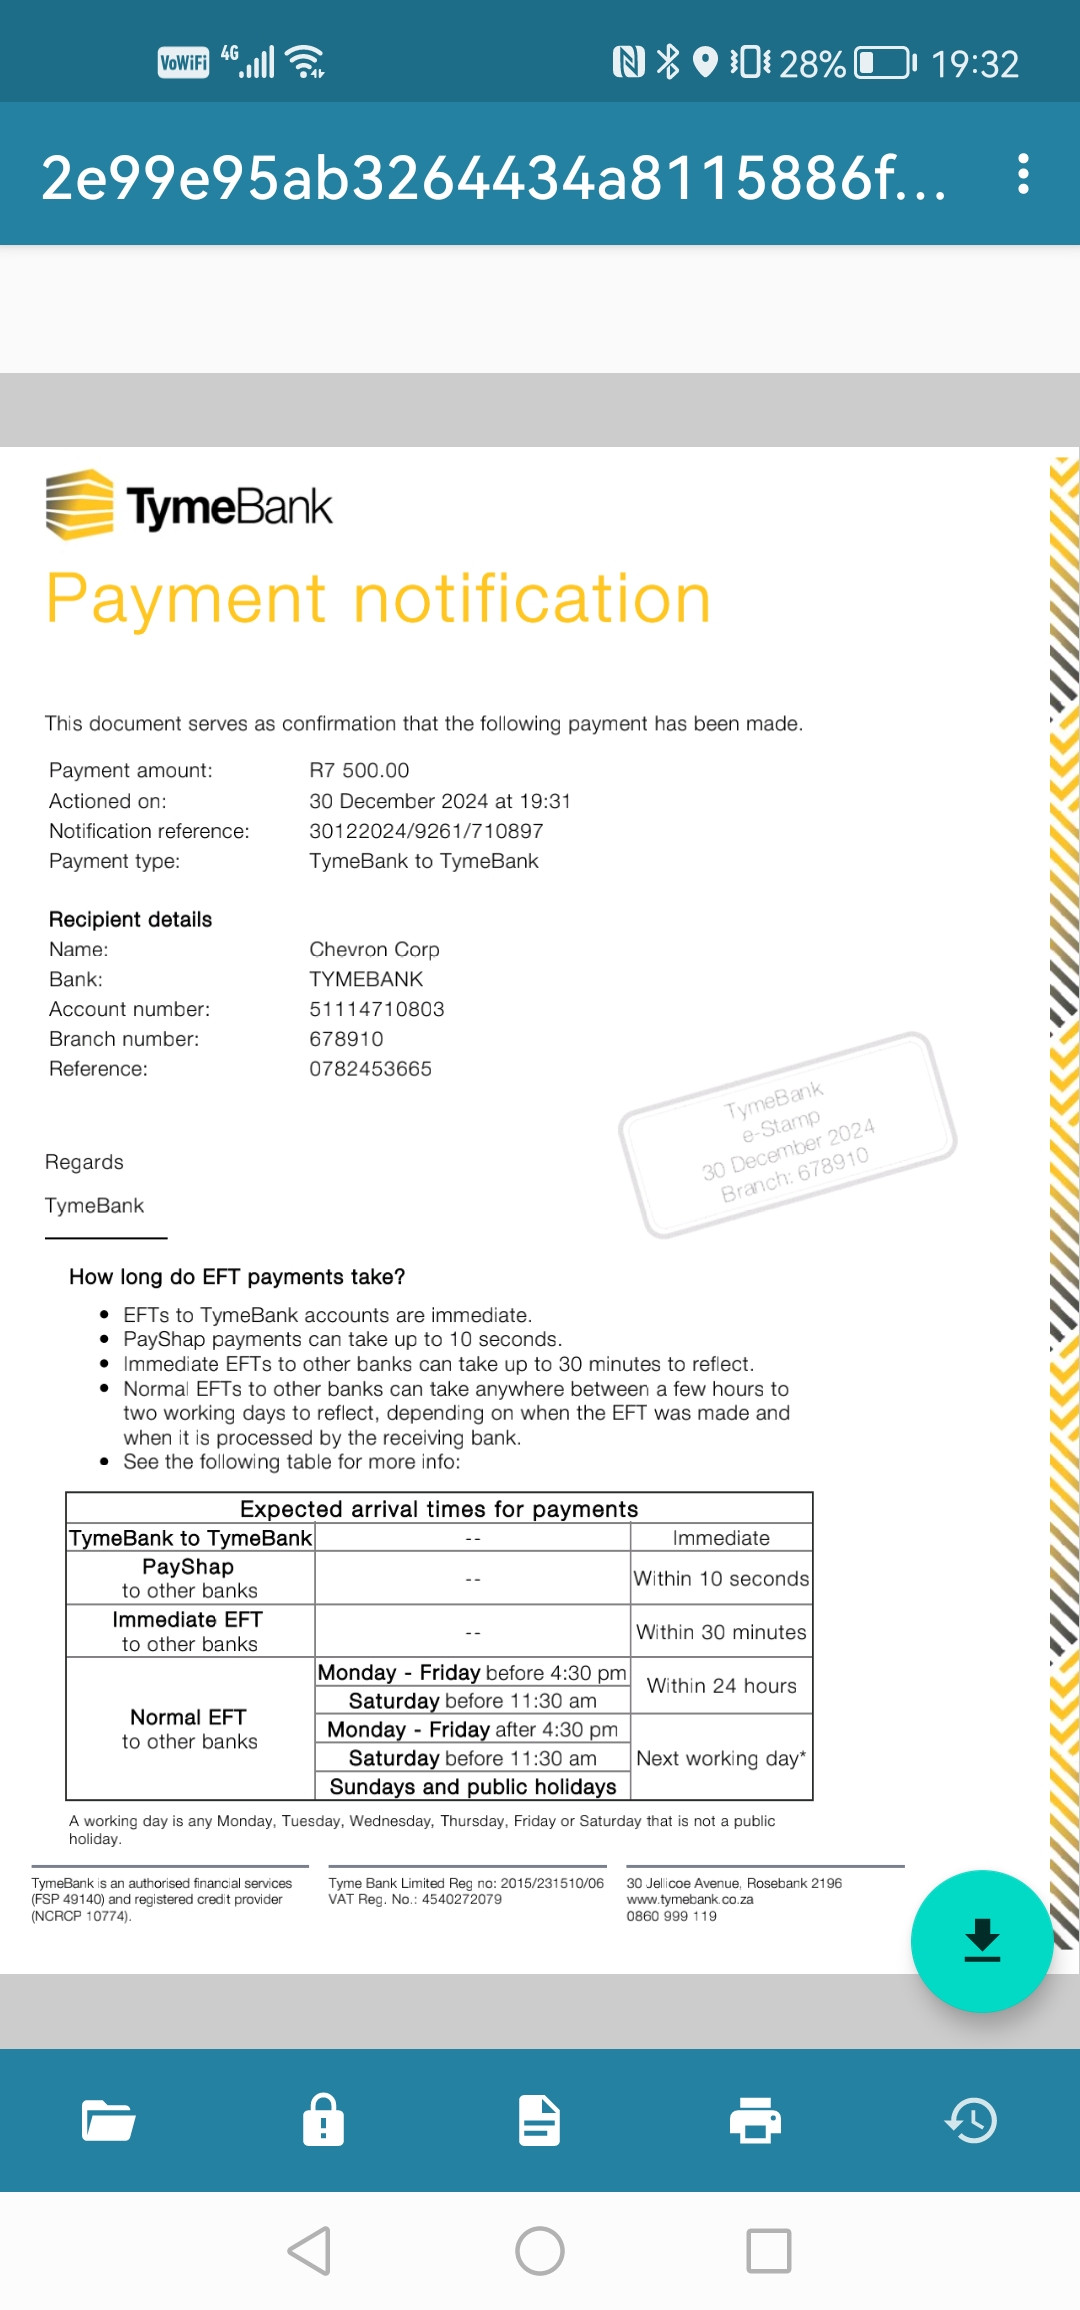 VoWiFi 4G 28% 19:32
2e99e95ab3264434a8115886f...
TymeBank
Payment notification
This document serves as confirmation that the following payment has been made.
Payment amount: R7 500.00
Actioned on: 30 December 2024 at 19:31
Notification reference: 30122024/9261/710897
Payment type: TymeBank to TymeBank
Recipient details
Name: Chevron Corp
Bank: TYMEBANK
Account number: 51114710803
Branch number: 678910
Reference: 0782453665
TymeBank
e-Stamp
30 December 2024
Branch: 678910
Regards
TymeBank
How long do EFT payments take?
• EFTs to TymeBank accounts are immediate.
• PayShap payments can take up to 10 seconds.
• Immediate EFTs to other banks can take up to 30 minutes to reflect.
• Normal EFTs to other banks can take anywhere between a few hours to
two working days to reflect, depending on when the EFT was made and
when it is processed by the receiving bank.
• See the following table for more info:
Expected arrival times for payments
TymeBank to TymeBank -- Immediate
PayShap
to other banks -- Within 10 seconds
Immediate EFT
to other banks -- Within 30 minutes
Normal EFT
to other banks
Monday - Friday before 4:30 pm
Saturday before 11:30 am
Within 24 hours
Monday - Friday after 4:30 pm
Saturday before 11:30 am
Sundays and public holidays
Next working day*
A working day is any Monday, Tuesday, Wednesday, Thursday, Friday or Saturday that is not a public
holiday.
TymeBank is an authorised financial services
(FSP 49140) and registered credit provider
(NCRCP 10774).
Tyme Bank Limited Reg no: 2015/231510/06
VAT Reg. No.: 4540272079
30 Jellicoe Avenue, Rosebank 2196
www.tymebank.co.za
0860 999 119